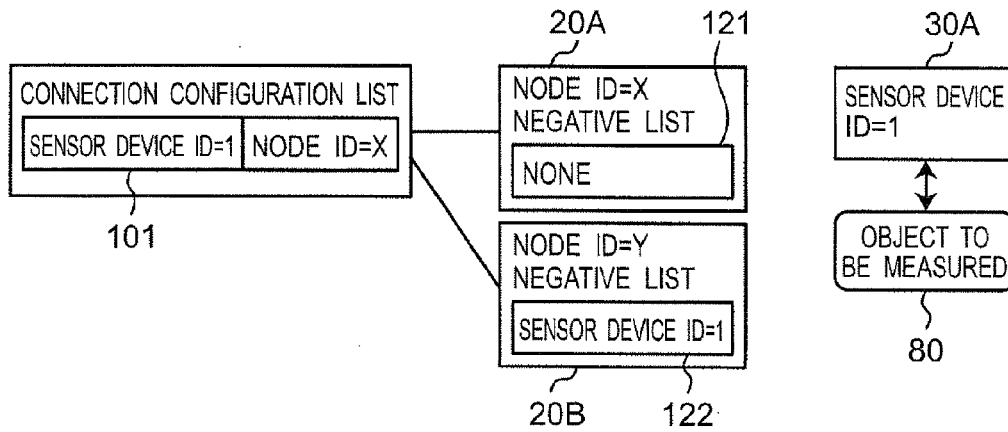 20A
121
30A
CONNECTION CONFIGURATION LIST
SENSOR DEVICE ID=1
NODE ID=X
101
NODE ID=X
NEGATIVE LIST
NONE
SENSOR DEVICE
ID=1
NODE ID=Y
NEGATIVE LIST
SENSOR DEVICE ID=1
20B
122
OBJECT TO
BE MEASURED
80